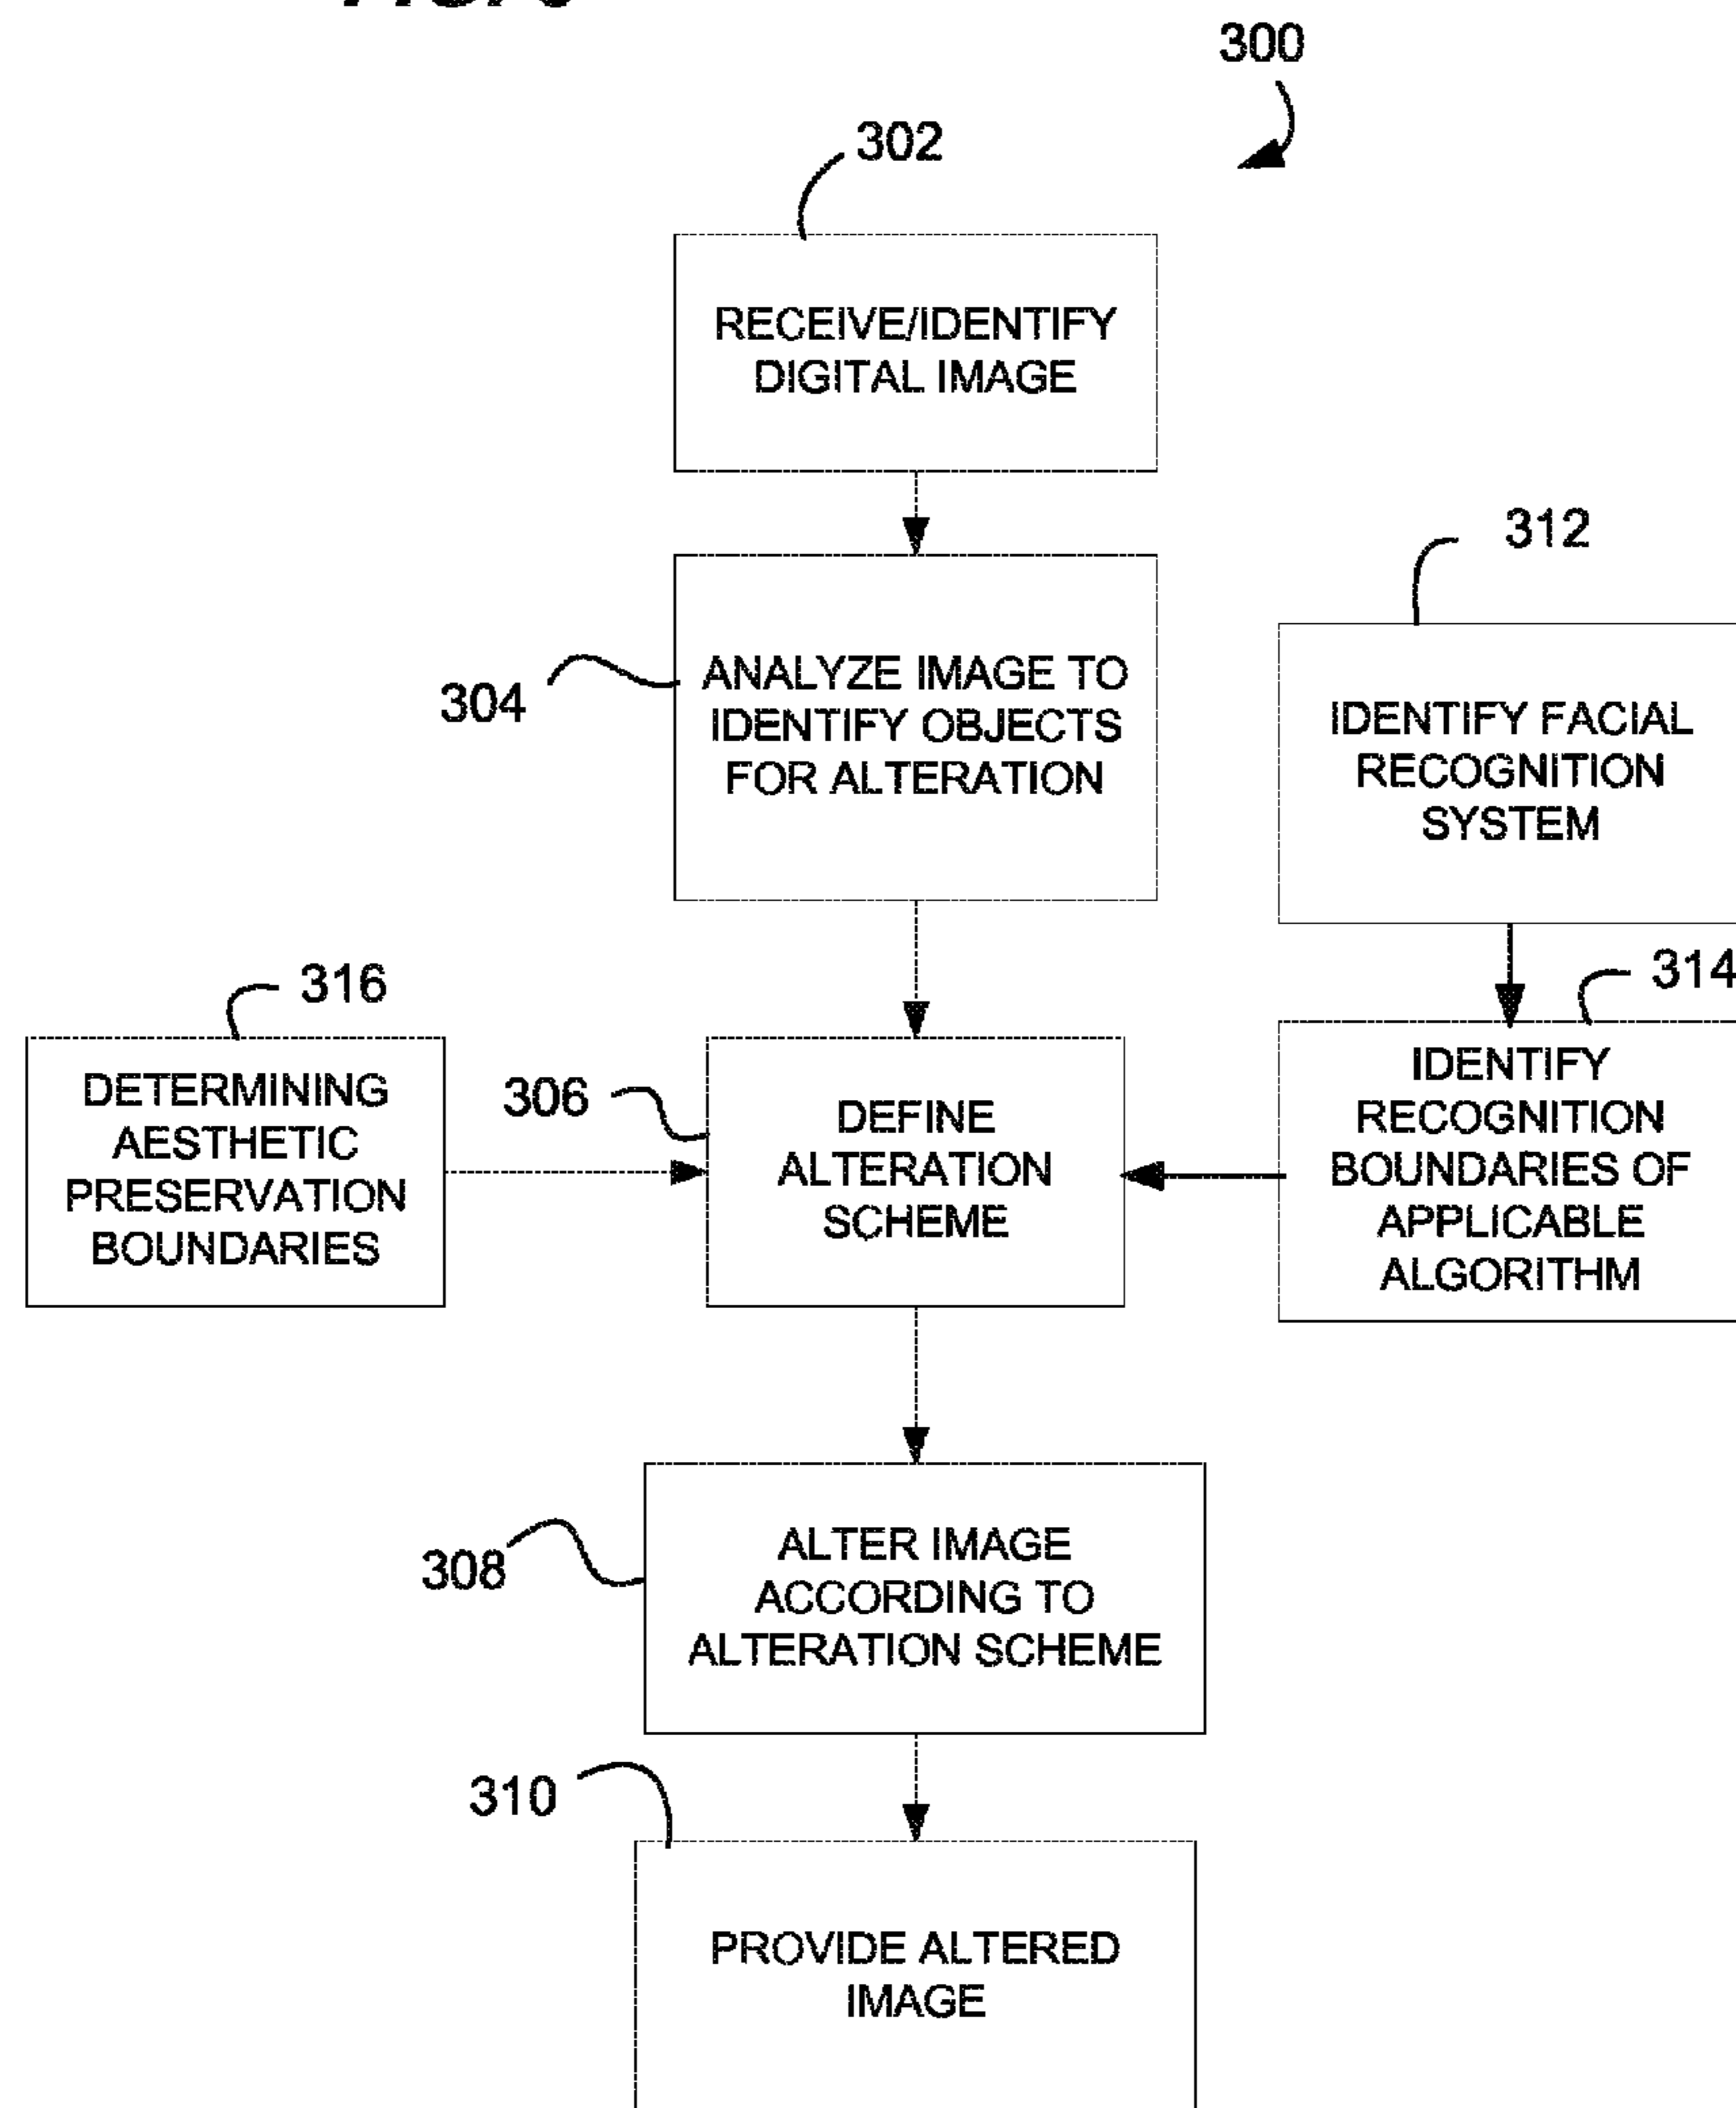 300
302
RECEIVE/IDENTIFY
DIGITAL IMAGE
312
304
ANALYZE IMAGE TO
IDENTIFY OBJECTS
FOR ALTERATION
IDENTIFY FACIAL
RECOGNITION
SYSTEM
316
314
DETERMINING
AESTHETIC
PRESERVATION
BOUNDARIES
306
DEFINE
ALTERATION
SCHEME
IDENTIFY
RECOGNITION
BOUNDARIES OF
APPLICABLE
ALGORITHM
308
ALTER IMAGE
ACCORDING TO
ALTERATION SCHEME
310
PROVIDE ALTERED
IMAGE